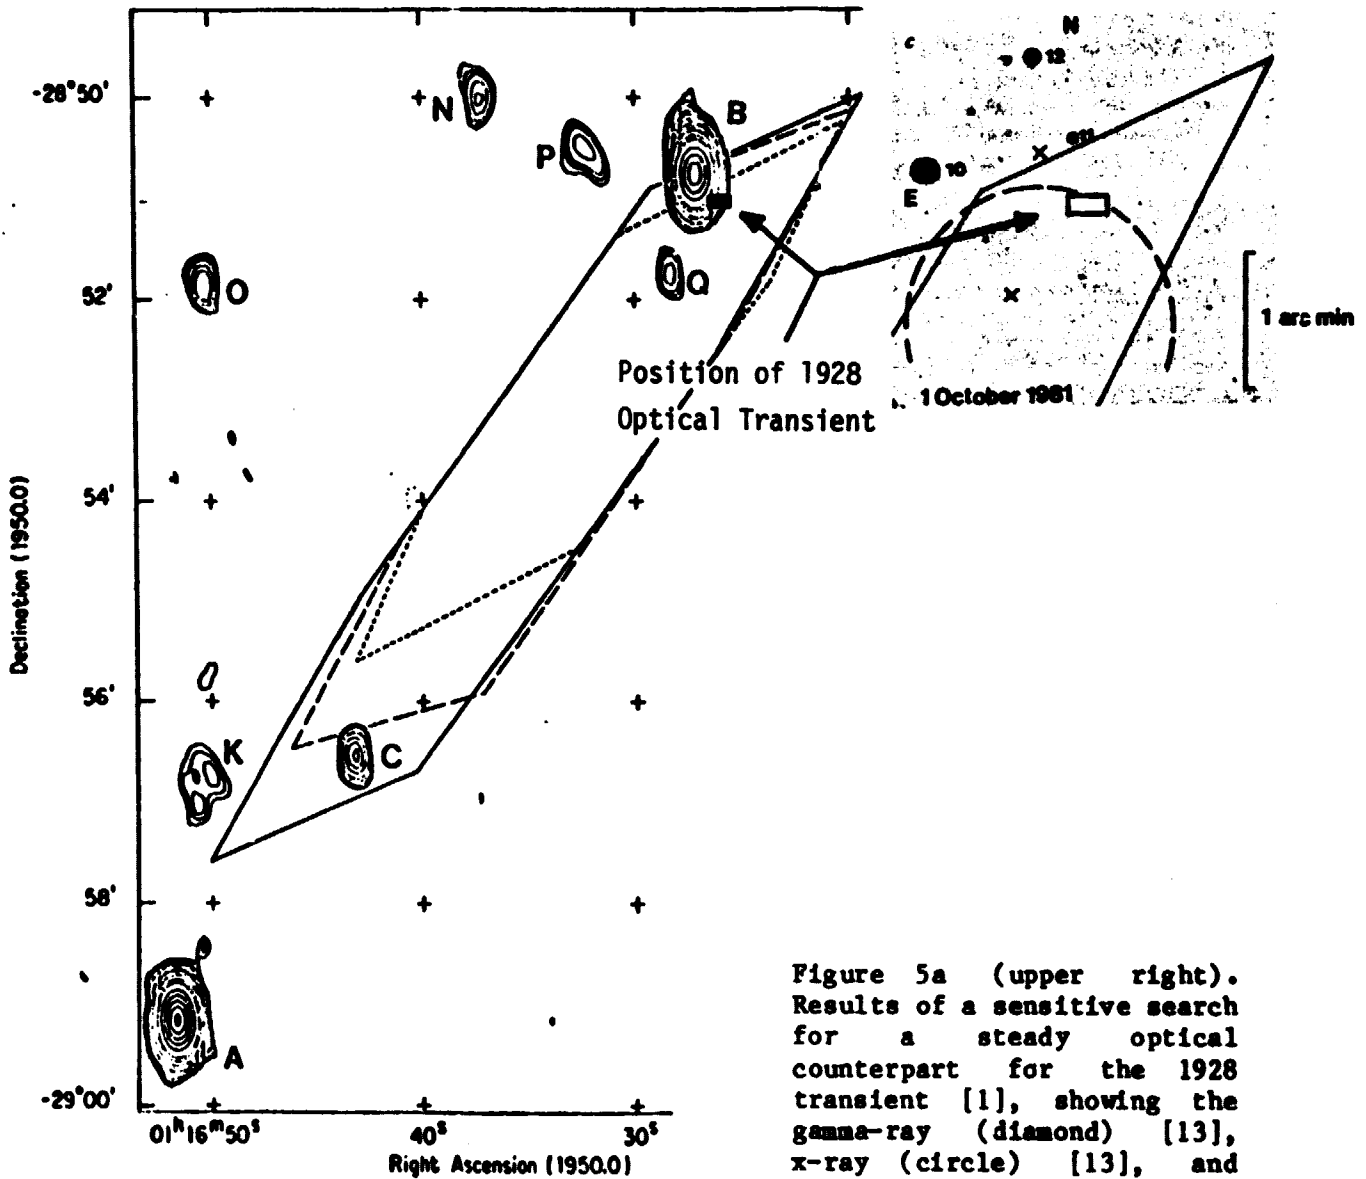 N
c
12
-28°50'
N
B
P
e11
10
E
O
52'
Q
1 arc min
Position of 1928
1 October 1981
Optical Transient
Declination (1950.0)
54'
56'
K
C
58'
A
-29°00'
01ʰ16ᵐ50ˢ
40ˢ
30ˢ
Right Ascension (1950.0)
Figure 5a (upper right).
Results of a sensitive search
for a steady optical
counterpart for the 1928
transient [1], showing the
gamma-ray (diamond) [13],
x-ray (circle) [13], and